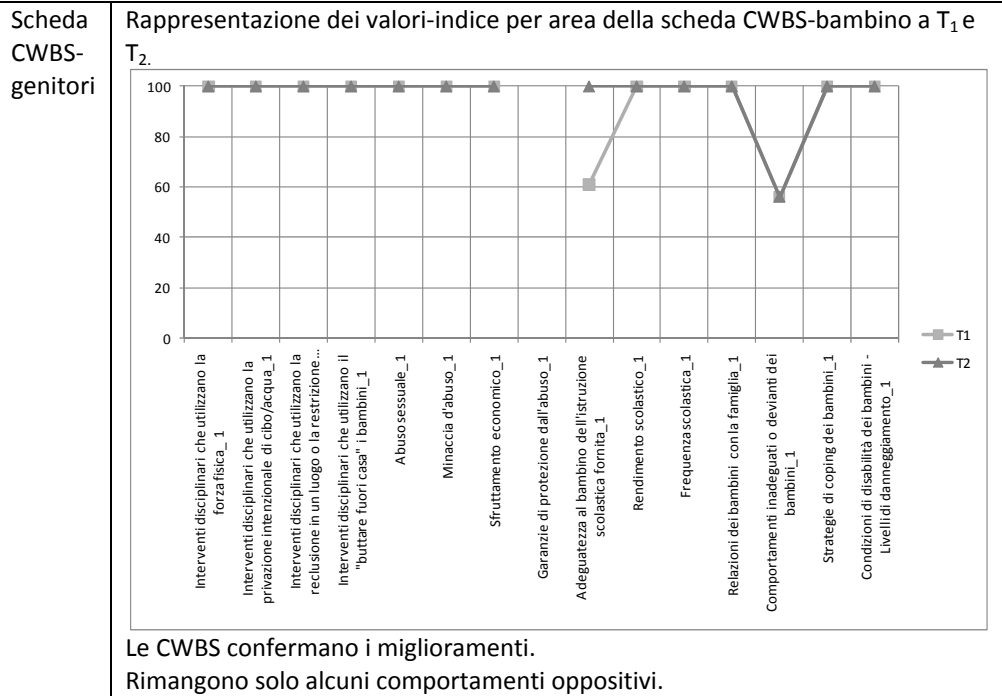 Scheda
CWBS-
genitori
Rappresentazione dei valori-indice per area della scheda CWBS-bambino a T1 e
T2.
100
80
60
40
20
0
T1
T2
Interventi disciplinari che utilizzano la
forza fisica_1
Interventi disciplinari che utilizzano la
privazione intenzionale di cibo/acqua_1
Interventi disciplinari che utilizzano la
reclusione in un luogo o la restrizione...
Interventi disciplinari che utilizzano il
"buttare fuori casa" i bambini_1
Abuso sessuale_1
Minaccia d'abuso_1
Sfruttamento economico_1
Garanzie di protezione dall'abuso_1
Adeguatezza al bambino dell'istruzione
scolastica fornita_1
Rendimento scolastico_1
Frequenza scolastica_1
Relazioni dei bambini con la famiglia_1
Comportamenti inadeguati o devianti dei
bambini_1
Strategie di coping dei bambini_1
Condizioni di disabilità dei bambini -
Livelli di danneggiamento_1
Le CWBS confermano i miglioramenti.
Rimangono solo alcuni comportamenti oppositivi.